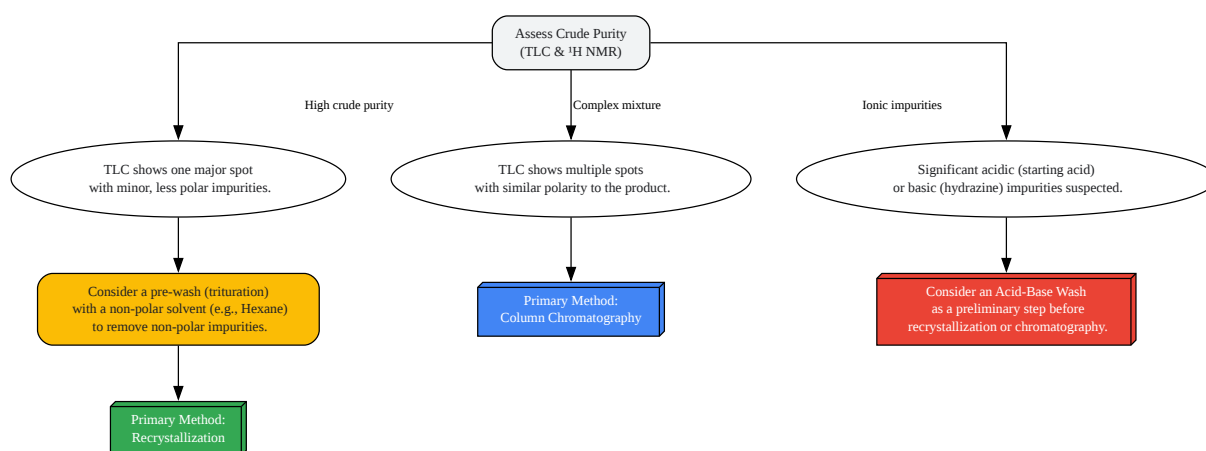 Assess Crude Purity
(TLC & ¹H NMR)
High crude purity
Complex mixture
Ionic impurities
TLC shows one major spot
with minor, less polar impurities.
TLC shows multiple spots
with similar polarity to the product.
Significant acidic (starting acid)
or basic (hydrazine) impurities suspected.
Consider a pre-wash (trituration)
with a non-polar solvent (e.g., Hexane)
to remove non-polar impurities.
Primary Method:
Column Chromatography
Consider an Acid-Base Wash
as a preliminary step before
recrystallization or chromatography.
Primary Method:
Recrystallization